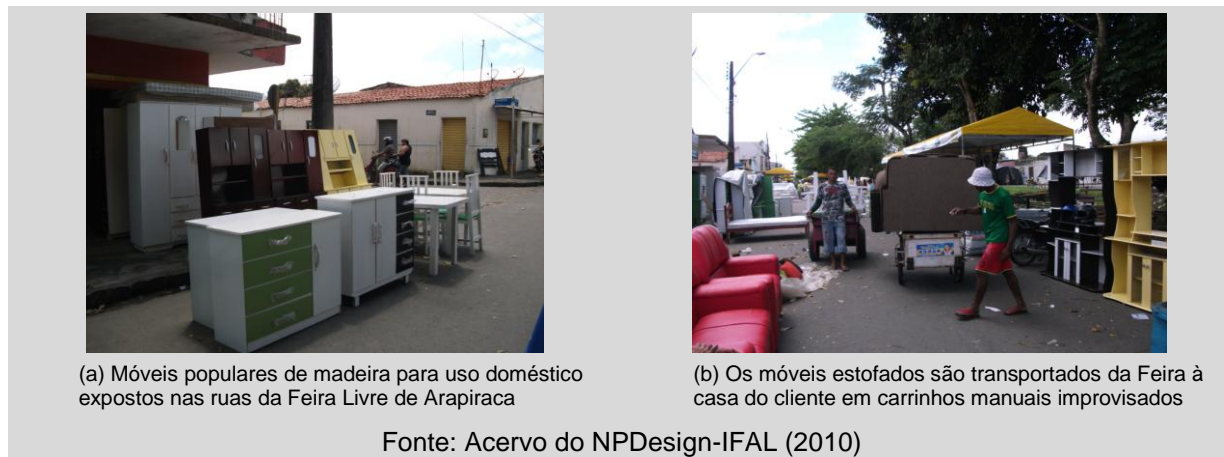 (a) Móveis populares de madeira para uso doméstico
expostos nas ruas da Feira Livre de Arapiraca
(b) Os móveis estofados são transportados da Feira à
casa do cliente em carrinhos manuais improvisados
Fonte: Acervo do NPDesign-IFAL (2010)